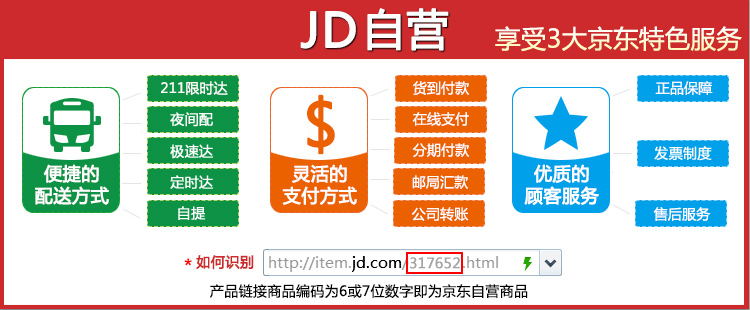 JD自营
享受3大京东特色服务
便捷的
配送方式
211限时达
夜间配
极速达
定时达
自提
$
灵活的
支付方式
货到付款
在线支付
分期付款
邮局汇款
公司转账
优质的
顾客服务
正品保障
发票制度
售后服务
* 如何识别 http://item.jd.com/317652.html
产品链接商品编码为6或7位数字即为京东自营商品